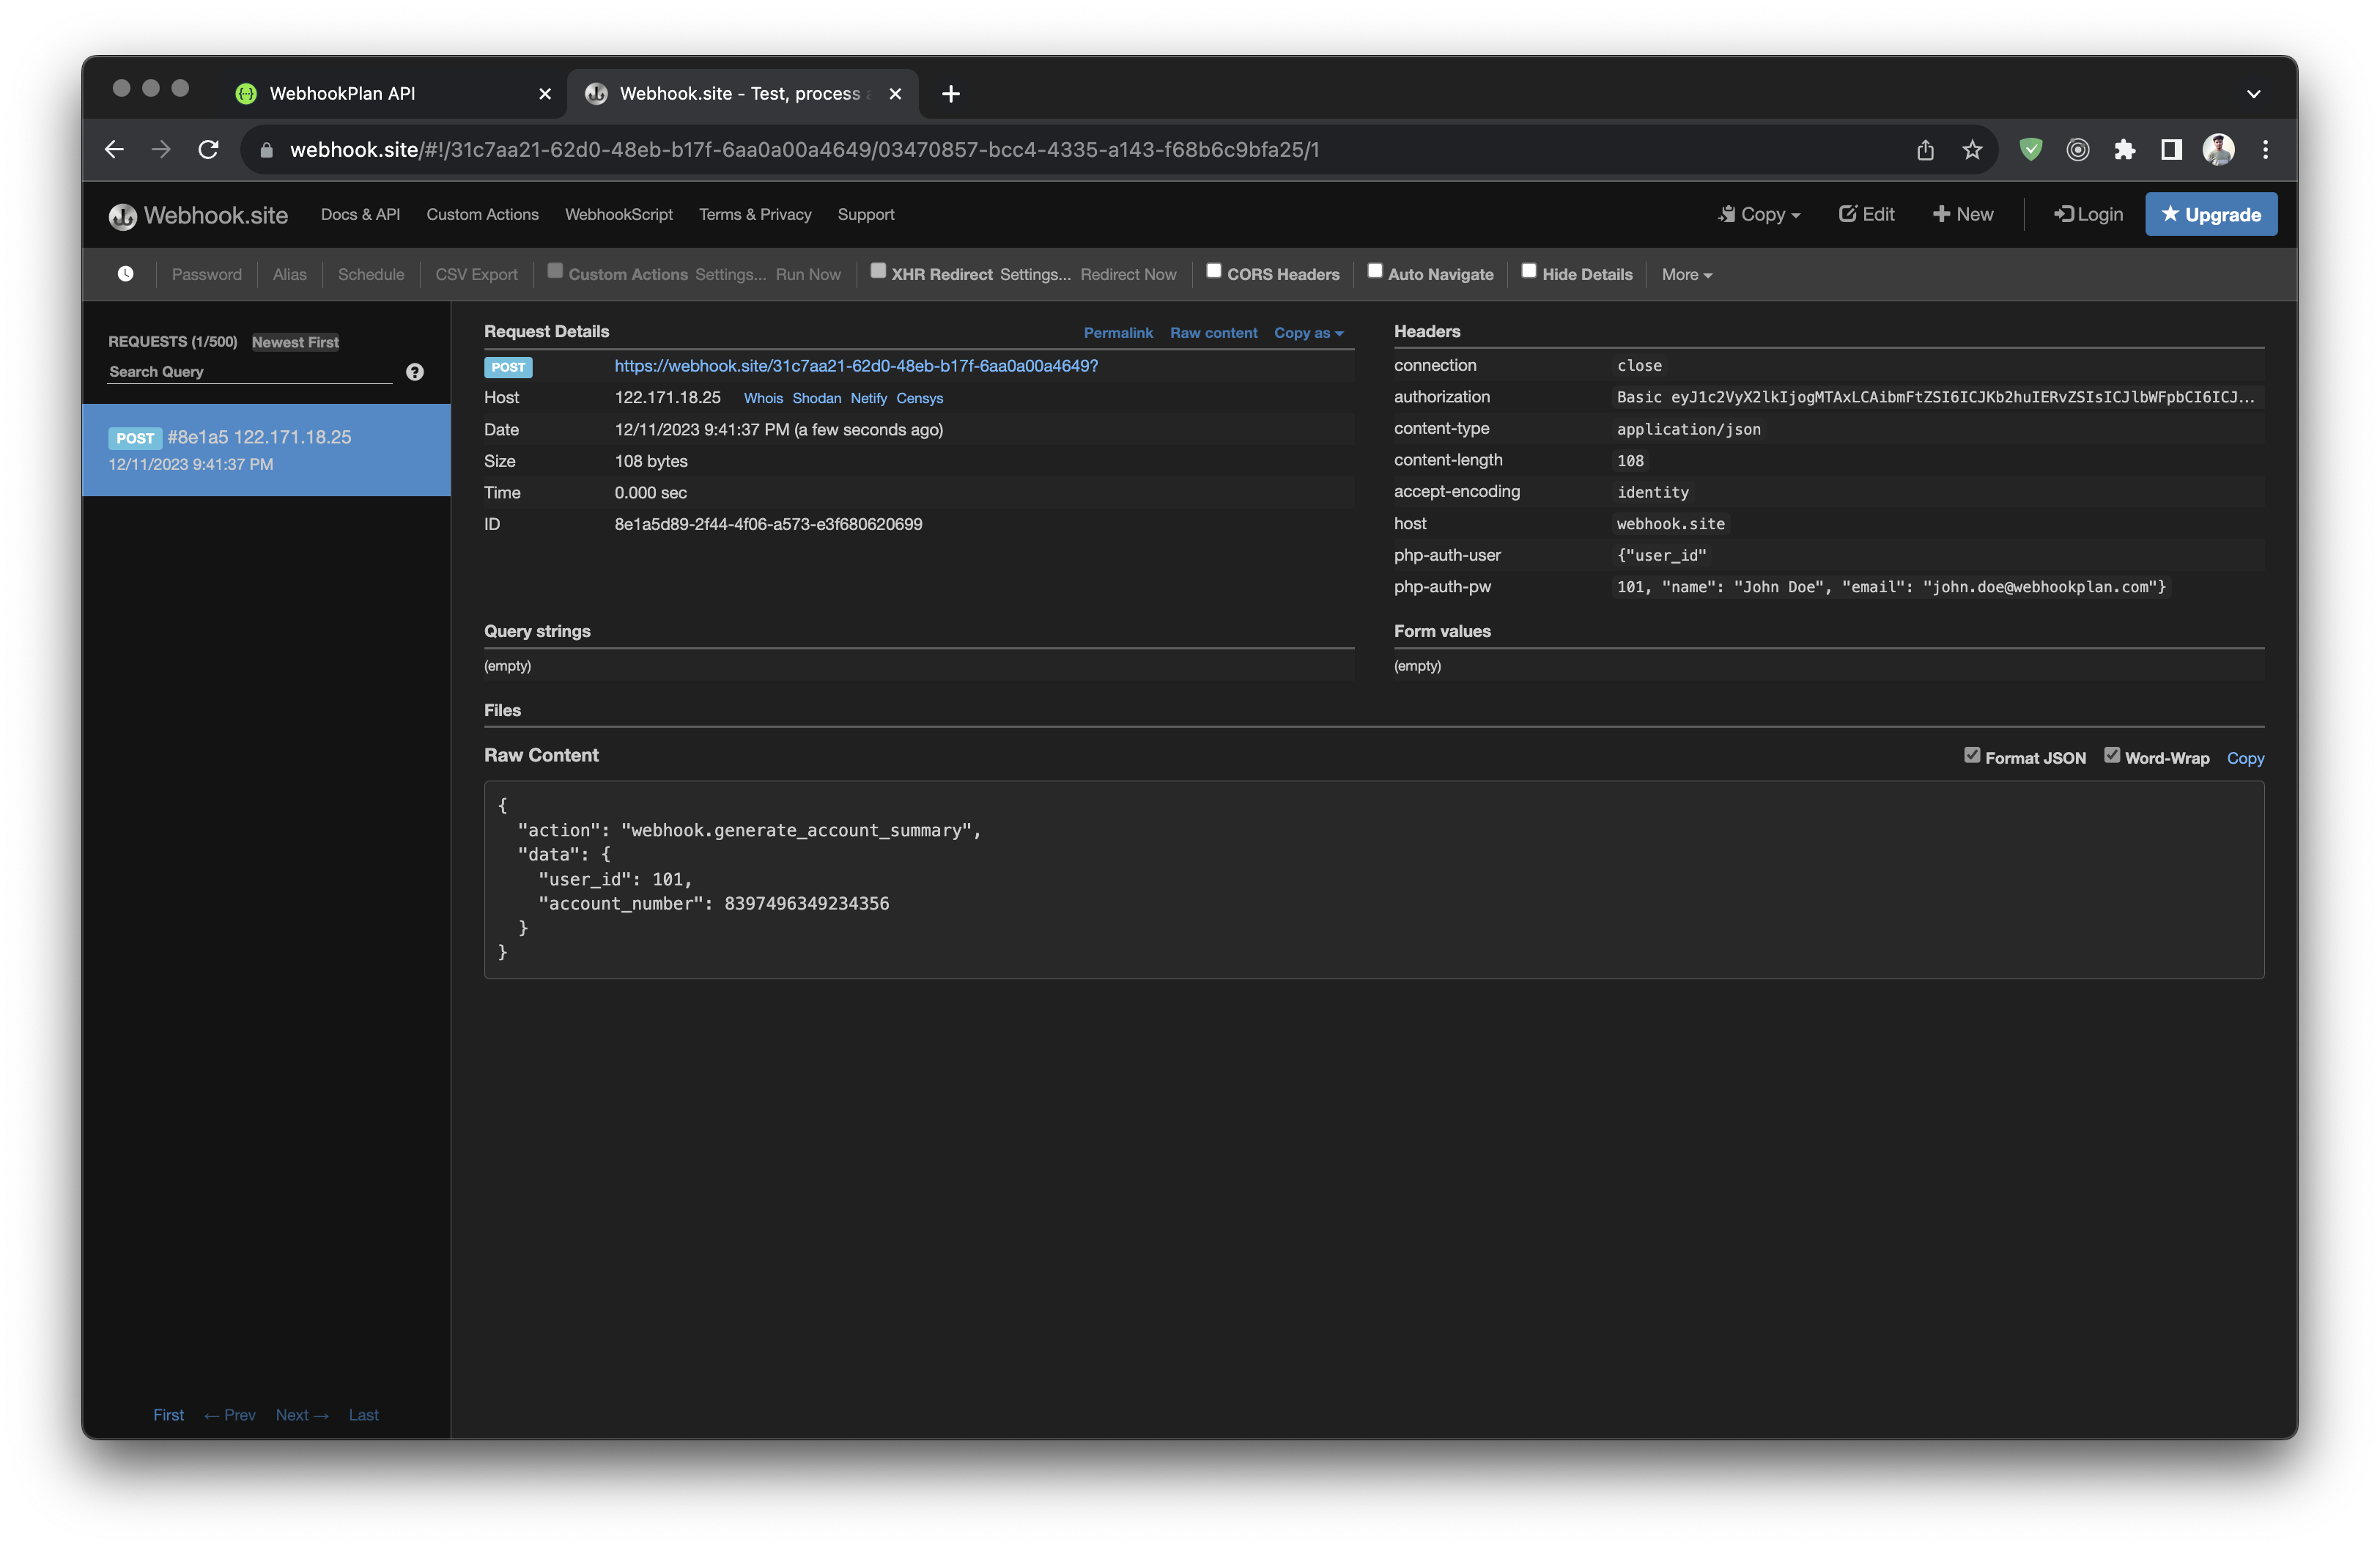 WebhookPlan API
Webhook.site - Test, process
webhook.site/#!/31c7aa21-62d0-48eb-b17f-6aa0a00a4649/03470857-bcc4-4335-a143-f68b6c9bfa25/1
Webhook.site Docs & API Custom Actions WebhookScript Terms & Privacy Support Copy Edit New Login Upgrade
Password Alias Schedule CSV Export Custom Actions Settings... Run Now XHR Redirect Settings... Redirect Now CORS Headers Auto Navigate Hide Details More
REQUESTS (1/500) Newest First
Search Query
POST #8e1a5 122.171.18.25
12/11/2023 9:41:37 PM
First ← Prev Next → Last
Request Details Permalink Raw content Copy as
POST https://webhook.site/31c7aa21-62d0-48eb-b17f-6aa0a00a4649?
Host 122.171.18.25 Whois Shodan Netify Censys
Date 12/11/2023 9:41:37 PM (a few seconds ago)
Size 108 bytes
Time 0.000 sec
ID 8e1a5d89-2f44-4f06-a573-e3f680620699
Headers
connection close
authorization Basic eyJ1c2VyX2lkIjogMTAxLCAibmFtZSI6ICJKb2huIERvZSIsICJlbWFpbCI6ICJ...
content-type application/json
content-length 108
accept-encoding identity
host webhook.site
php-auth-user {"user_id"
php-auth-pw 101, "name": "John Doe", "email": "john.doe@webhookplan.com"}
Query strings
(empty)
Form values
(empty)
Files
Raw Content Format JSON Word-Wrap Copy
{
"action": "webhook.generate_account_summary",
"data": {
"user_id": 101,
"account_number": 8397496349234356
}
}